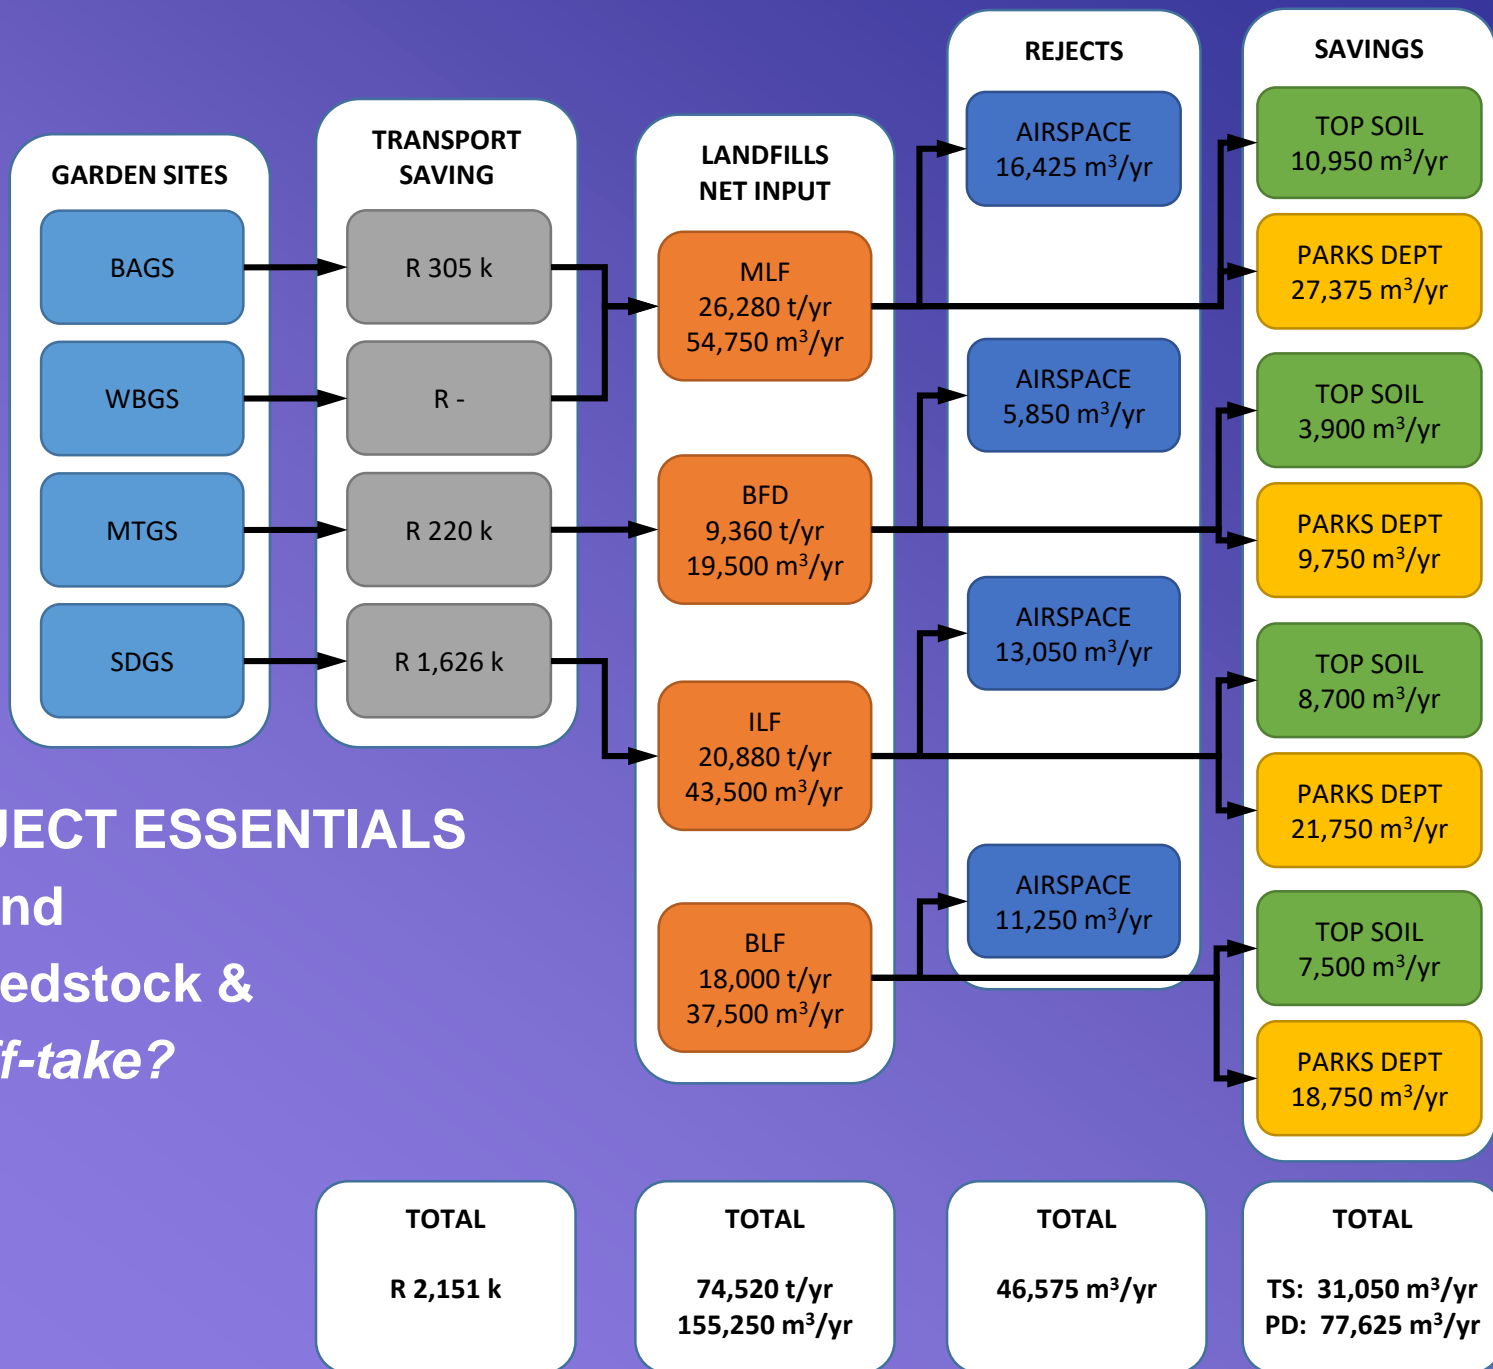 GARDEN SITES
BAGS
WBGS
MTGS
SDGS
TRANSPORT
SAVING
R 305 k
R -
R 220 k
R 1,626 k
LANDFILLS
NET INPUT
MLF
26,280 t/yr
54,750 m³/yr
BFD
9,360 t/yr
19,500 m³/yr
ILF
20,880 t/yr
43,500 m³/yr
BLF
18,000 t/yr
37,500 m³/yr
REJECTS
AIRSPACE
16,425 m³/yr
AIRSPACE
5,850 m³/yr
AIRSPACE
13,050 m³/yr
AIRSPACE
11,250 m³/yr
SAVINGS
TOP SOIL
10,950 m³/yr
PARKS DEPT
27,375 m³/yr
TOP SOIL
3,900 m³/yr
PARKS DEPT
9,750 m³/yr
TOP SOIL
8,700 m³/yr
PARKS DEPT
21,750 m³/yr
TOP SOIL
7,500 m³/yr
PARKS DEPT
18,750 m³/yr
JECT ESSENTIALS
nd
edstock &
ff-take?
TOTAL
R 2,151 k
TOTAL
74,520 t/yr
155,250 m³/yr
TOTAL
46,575 m³/yr
TOTAL
TS: 31,050 m³/yr
PD: 77,625 m³/yr